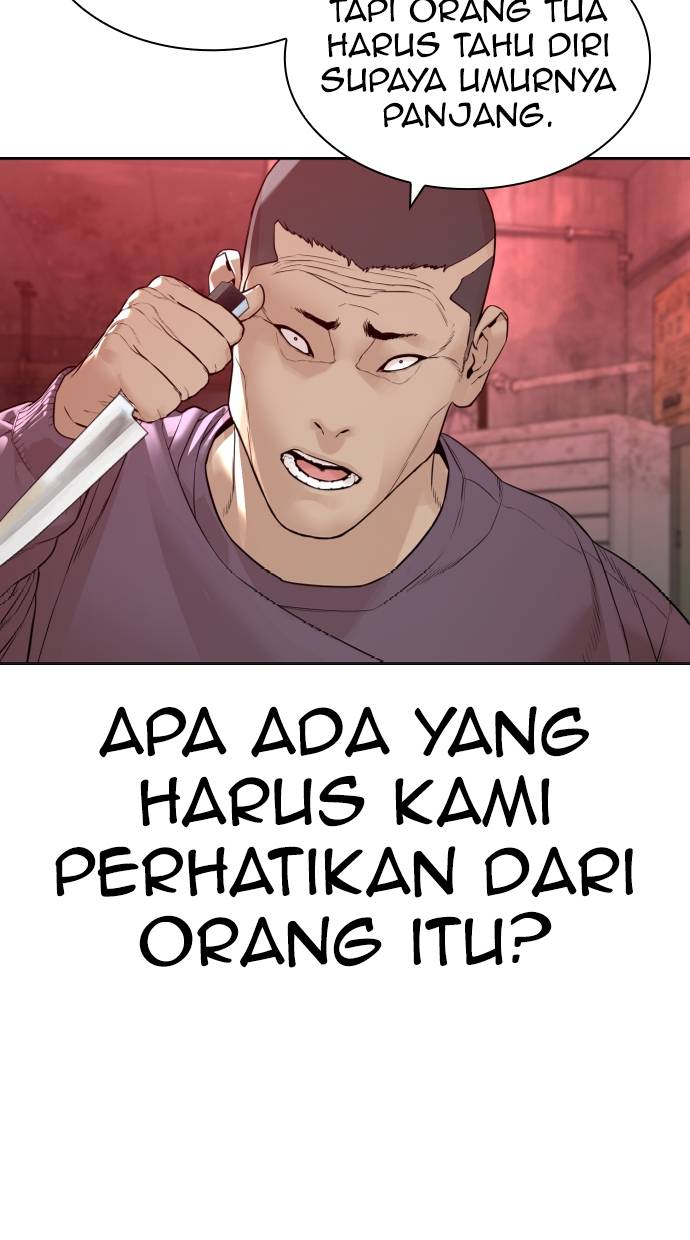 TAPI ORANG TUA
HARUS TAHU DIRI
SUPAYA UMURNYA
PANJANG.
APA ADA YANG
HARUS KAMI
PERHATIKAN DARI
ORANG ITU?